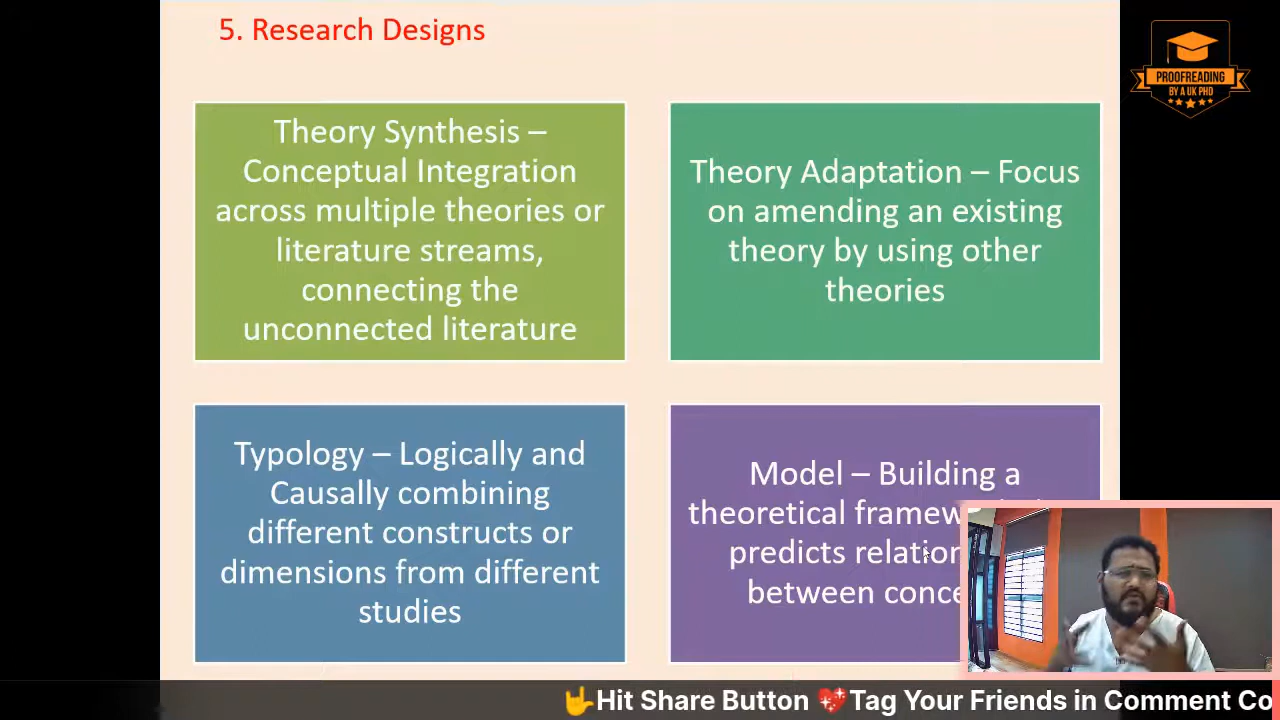 5. Research Designs
PROOFREADING
BY A UK PHD
Theory Synthesis –
Conceptual Integration
across multiple theories or
literature streams,
connecting the
unconnected literature
Theory Adaptation – Focus
on amending an existing
theory by using other
theories
Typology – Logically and
Causally combining
different constructs or
dimensions from different
studies
Model – Building a
theoretical
predicts
between
🤟Hit Share Button 💖Tag Your Friends in Comment Co